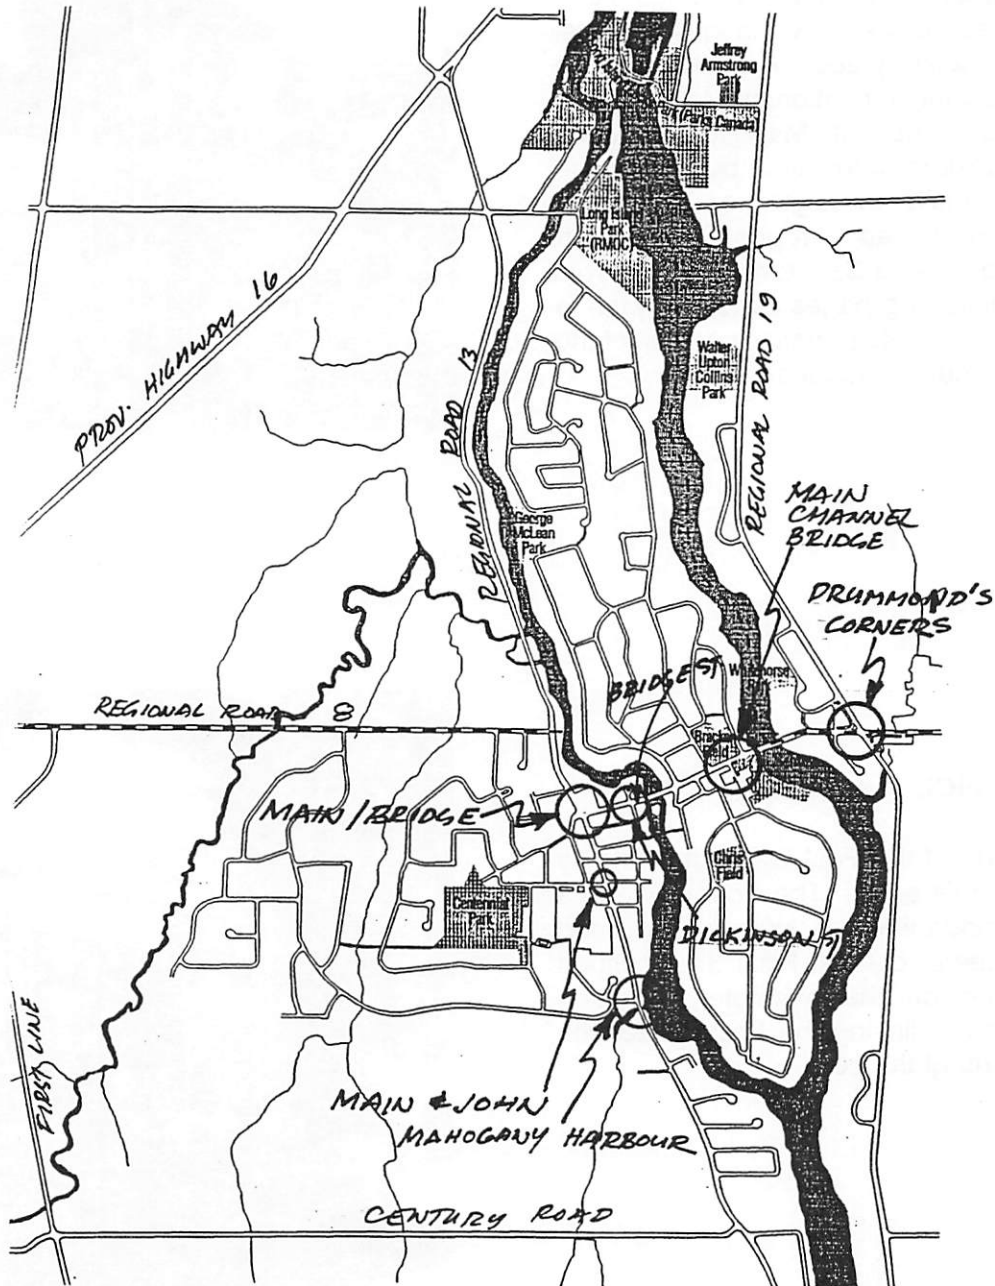 Jeffrey
Armstrong
Park
Park (Parks Canada)
Long Island
Park
(RMOC)
PROV. HIGHWAY 16
REGIONAL ROAD 13
REGIONAL ROAD 19
Walter
Upton
Collins
Park
George
McLean
Park
MAIN
CHANNEL
BRIDGE
DRUMMOND'S
CORNERS
BRIDGE ST
REGIONAL ROAD 8
Field
MAIN/BRIDGE
Centennial
Park
Chris
Field
DICKINSON ST
FIRST LINE
MAIN & JOHN
MAHOGANY HARBOUR
CENTURY ROAD